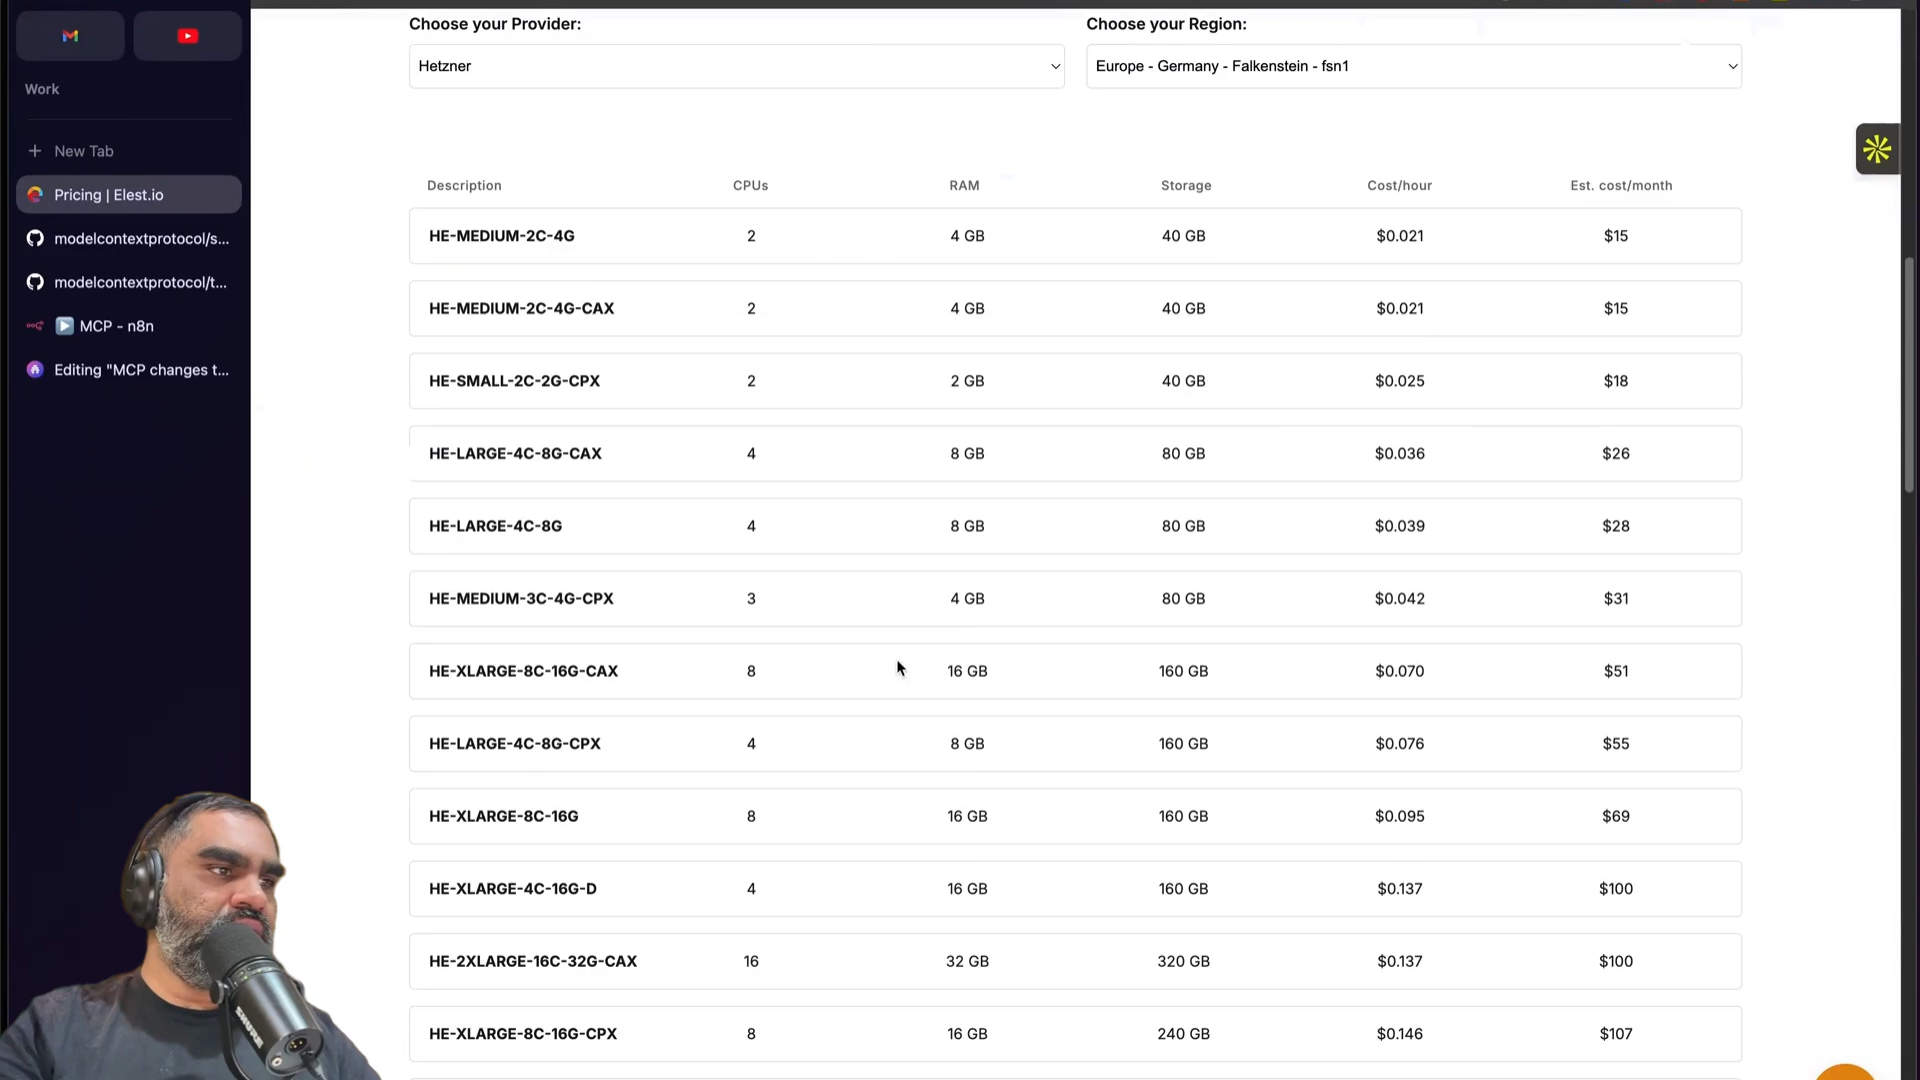 Choose your Provider:
Choose your Region:
Hetzner
Europe - Germany - Falkenstein - fsn1
Work
New Tab
Pricing | Elest.io
modelcontextprotocol/s...
modelcontextprotocol/t...
MCP - n8n
Editing "MCP changes t...
Description CPUs RAM Storage Cost/hour Est. cost/month
HE-MEDIUM-2C-4G 2 4 GB 40 GB $0.021 $15
HE-MEDIUM-2C-4G-CAX 2 4 GB 40 GB $0.021 $15
HE-SMALL-2C-2G-CPX 2 2 GB 40 GB $0.025 $18
HE-LARGE-4C-8G-CAX 4 8 GB 80 GB $0.036 $26
HE-LARGE-4C-8G 4 8 GB 80 GB $0.039 $28
HE-MEDIUM-3C-4G-CPX 3 4 GB 80 GB $0.042 $31
HE-XLARGE-8C-16G-CAX 8 16 GB 160 GB $0.070 $51
HE-LARGE-4C-8G-CPX 4 8 GB 160 GB $0.076 $55
HE-XLARGE-8C-16G 8 16 GB 160 GB $0.095 $69
HE-XLARGE-4C-16G-D 4 16 GB 160 GB $0.137 $100
HE-2XLARGE-16C-32G-CAX 16 32 GB 320 GB $0.137 $100
HE-XLARGE-8C-16G-CPX 8 16 GB 240 GB $0.146 $107
SHURE